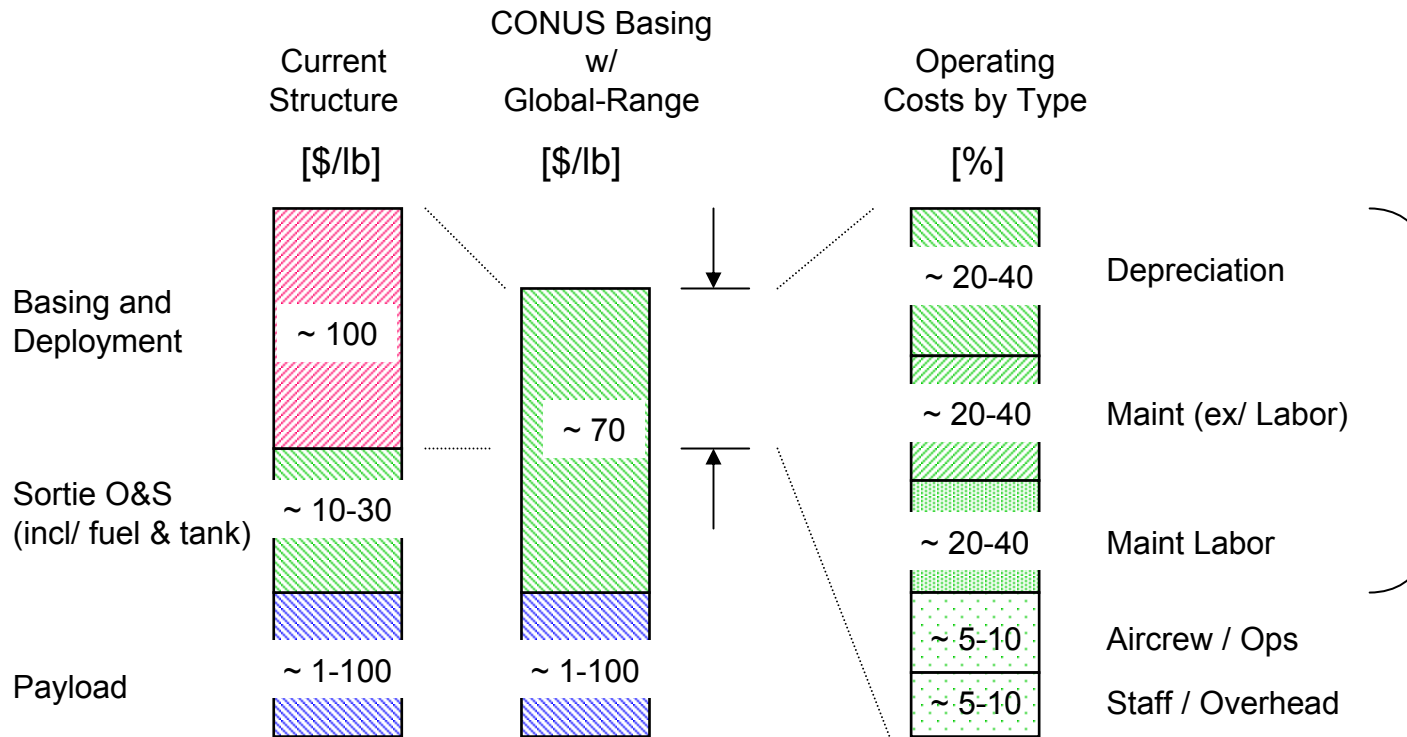 Current
Structure
[$/lb]
CONUS Basing
w/
Global-Range
[$/lb]
Operating
Costs by Type
[%]
Basing and
Deployment
~ 100
Sortie O&S
(incl/ fuel & tank)
~ 10-30
Payload
~ 1-100
~ 70
~ 1-100
~ 20-40
Depreciation
~ 20-40
Maint (ex/ Labor)
~ 20-40
Maint Labor
~ 5-10
Aircrew / Ops
~ 5-10
Staff / Overhead